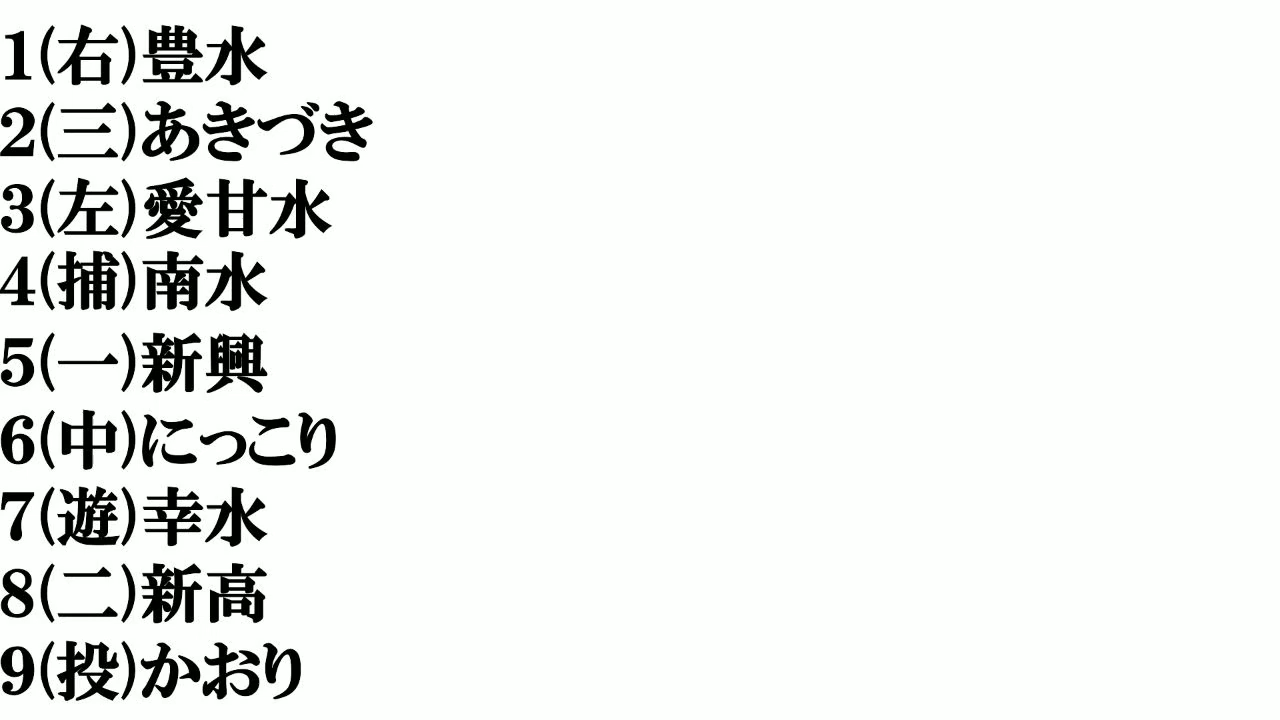 1(右)豊水
2(三)あきづき
3(左)愛甘水
4(捕)南水
5(一)新興
6(中)にっこり
7(遊)幸水
8(二)新高
9(投)かおり